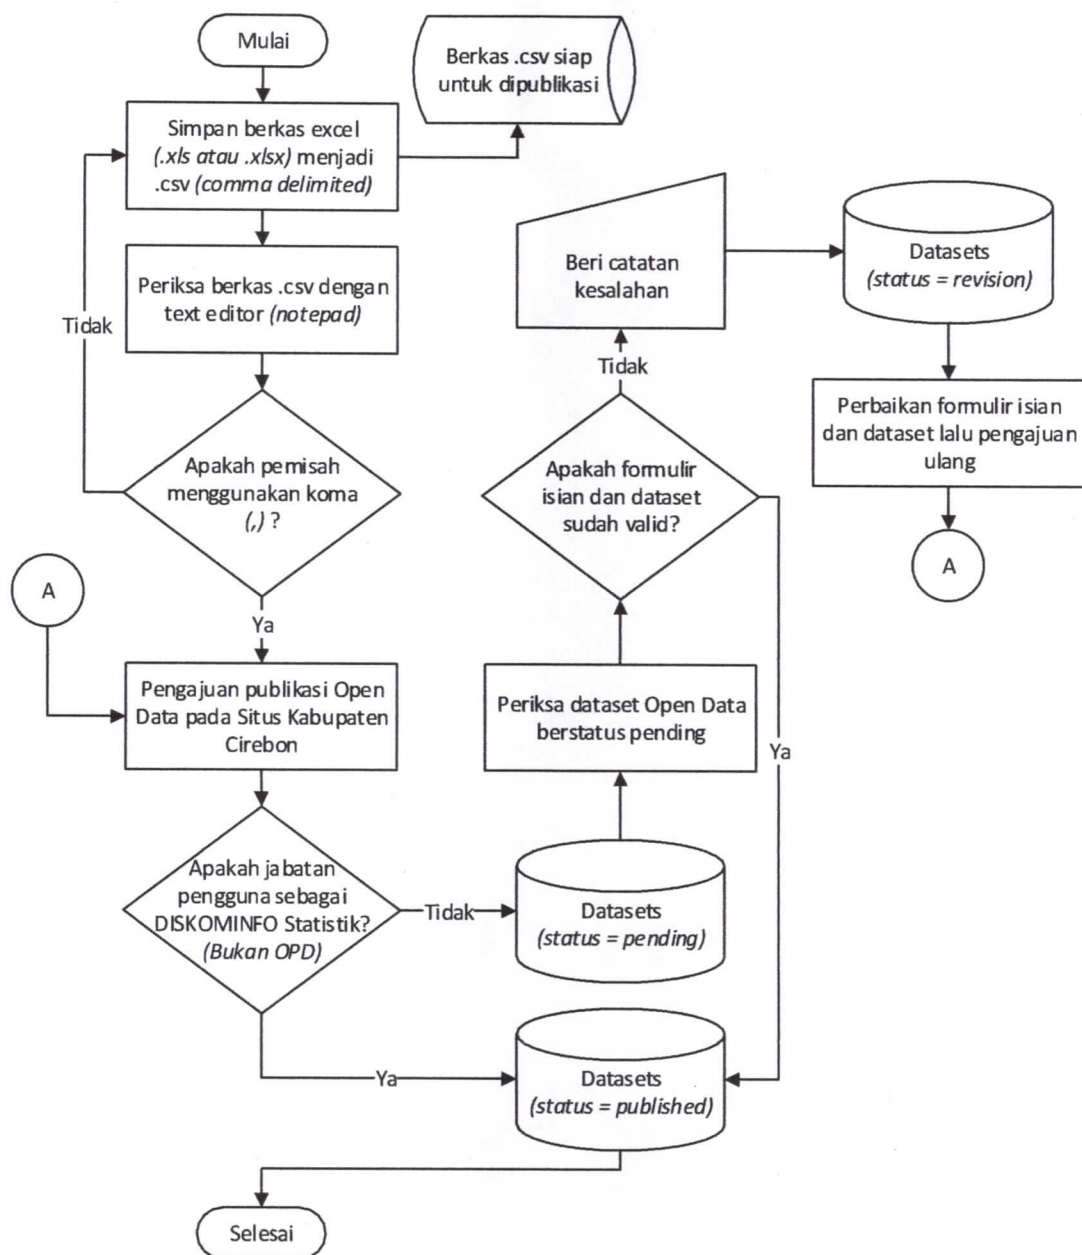 Mulai
Berkas .csv siap
untuk dipublikasi
Simpan berkas excel
(.xls atau .xlsx) menjadi
.csv (comma delimited)
Periksa berkas .csv dengan
text editor (notepad)
Tidak
Apakah pemisah
menggunakan koma
(,) ?
A
Ya
Pengajuan publikasi Open
Data pada Situs Kabupaten
Cirebon
Apakah jabatan
pengguna sebagai
DISKOMINFO Statistik?
(Bukan OPD)
Tidak
Datasets
(status = pending)
Periksa dataset Open Data
berstatus pending
Apakah formulir
isian dan dataset
sudah valid?
Tidak
Beri catatan
kesalahan
Datasets
(status = revision)
Perbaikan formulir isian
dan dataset lalu pengajuan
ulang
A
Ya
Ya
Datasets
(status = published)
Selesai